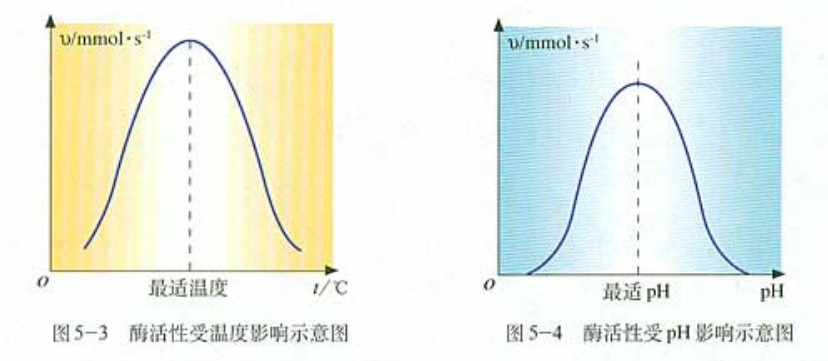 υ/mmol·s⁻¹
O
最适温度
t/℃
图5-3 酶活性受温度影响示意图
υ/mmol·s⁻¹
O
最适 pH
pH
图5-4 酶活性受pH影响示意图